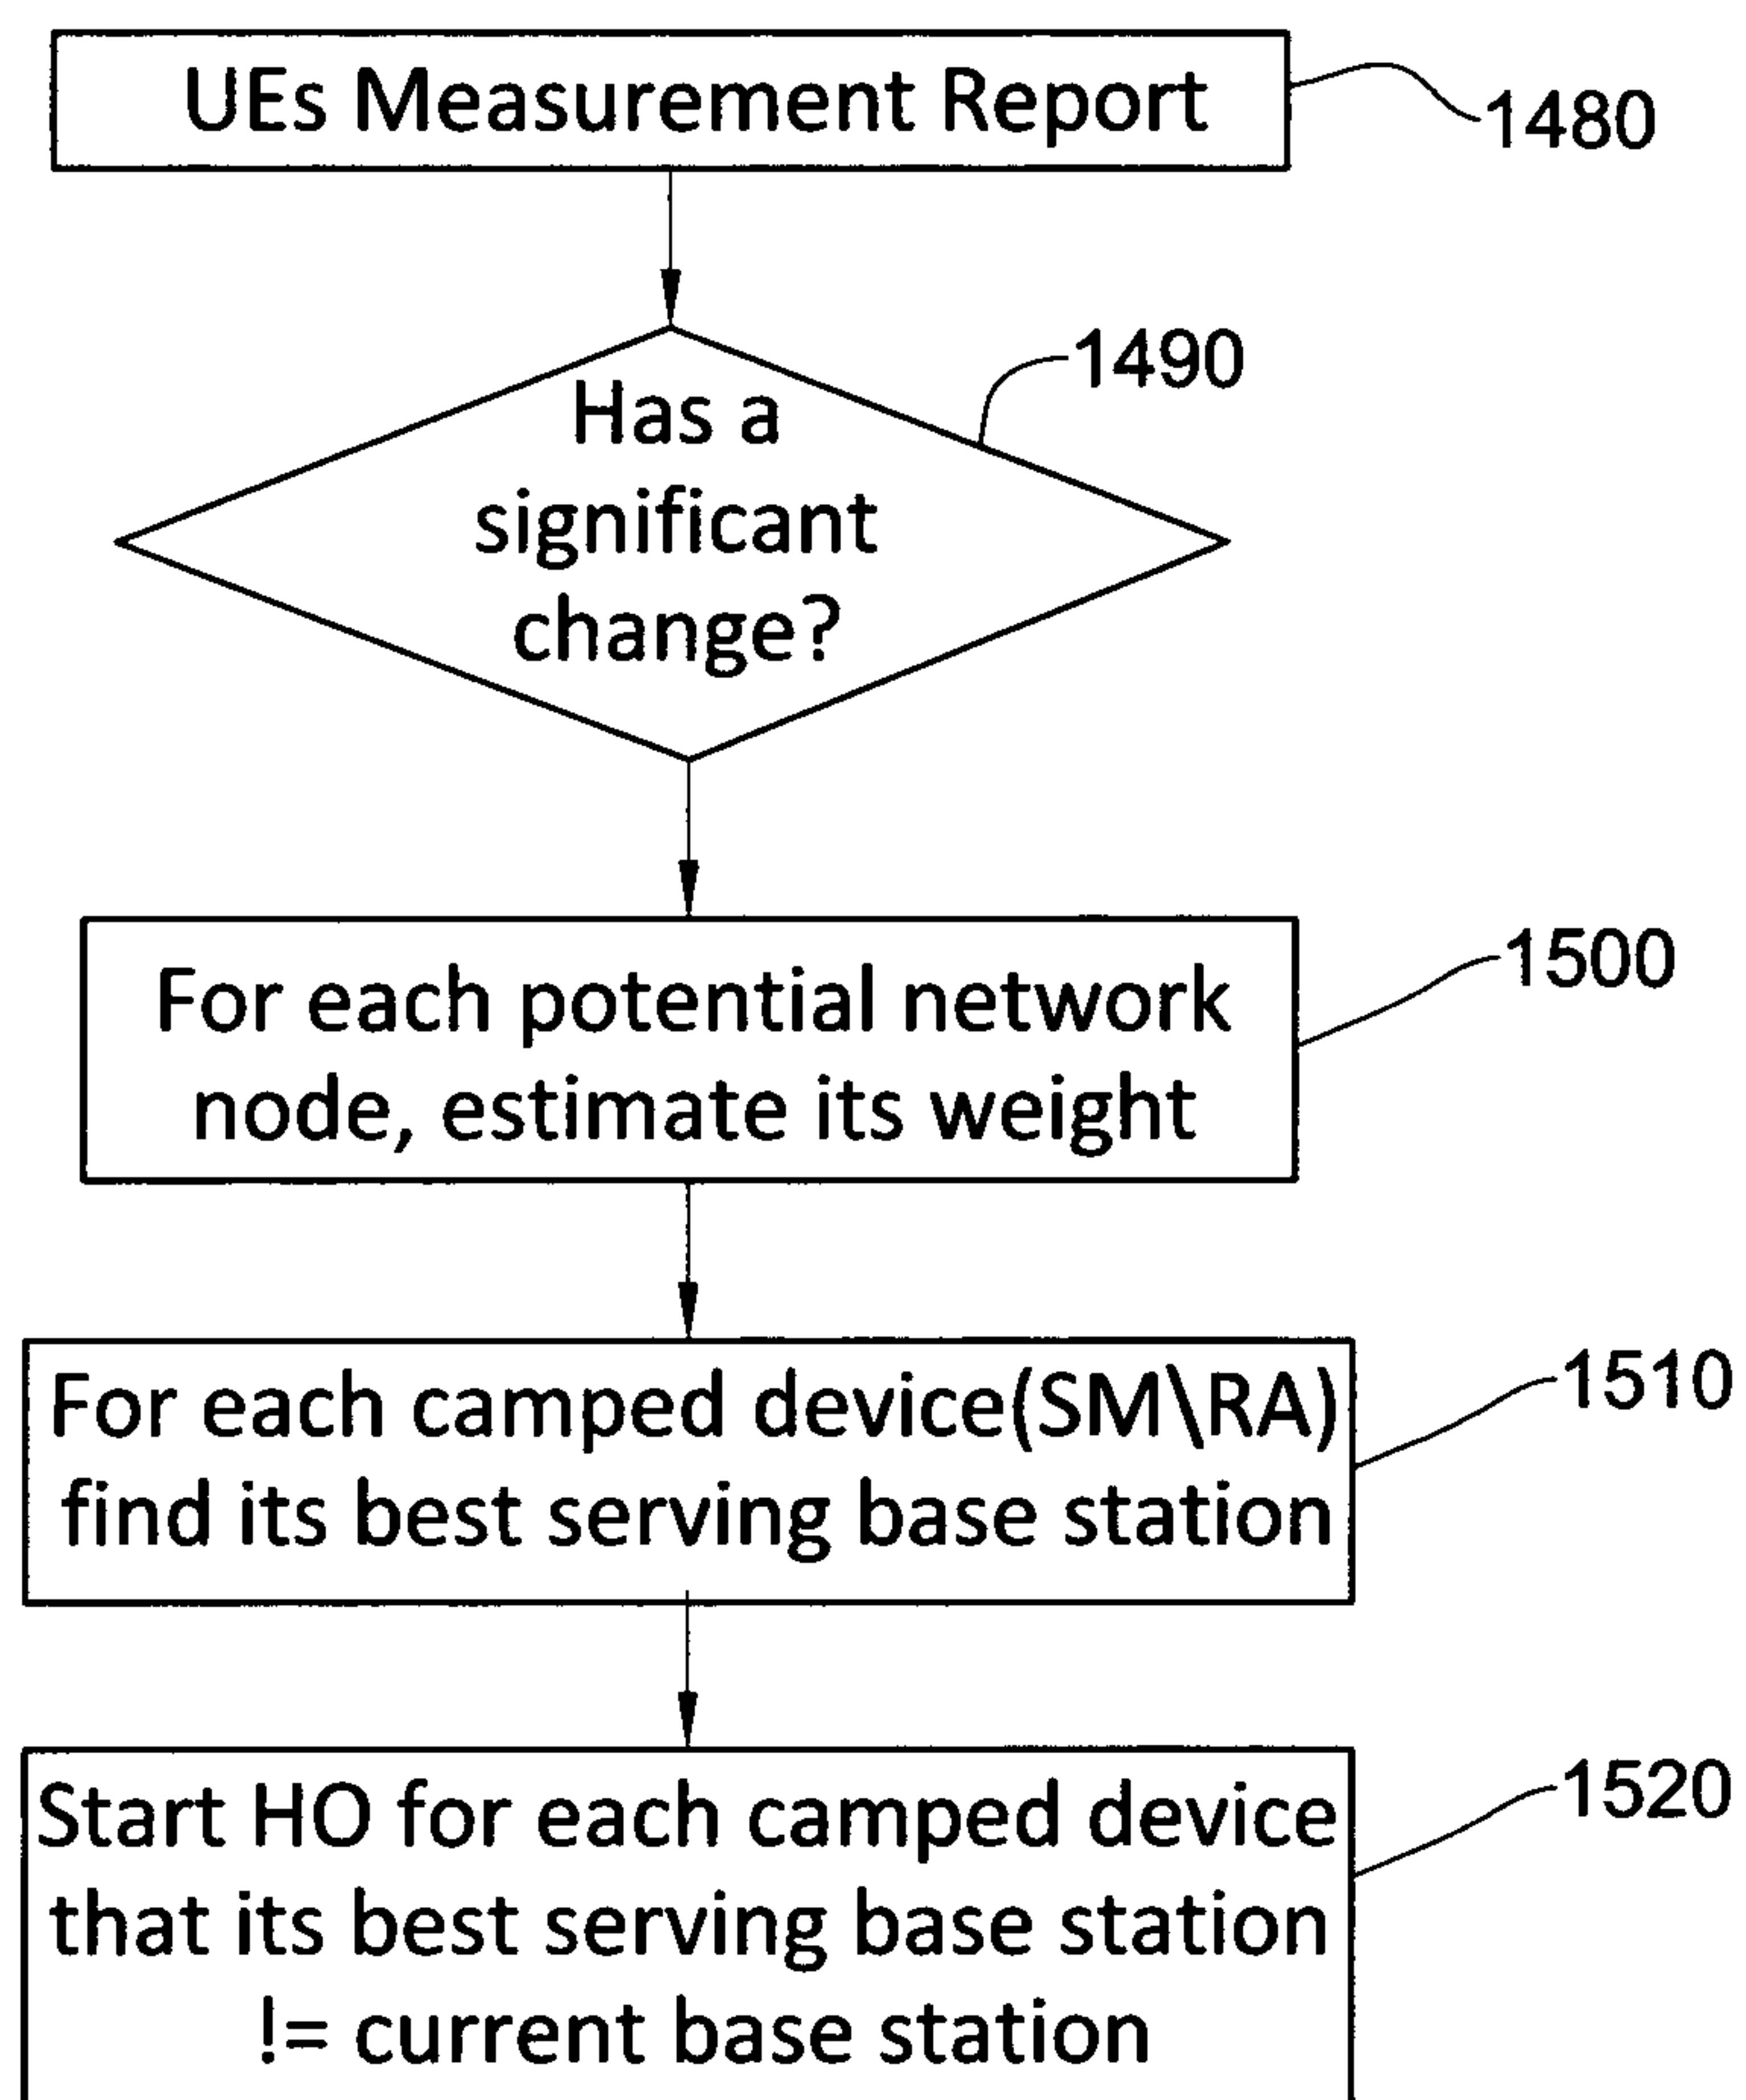 UEs Measurement Report
1480
1490
Has a
significant
change?
1500
For each potential network
node, estimate its weight
1510
For each camped device(SM\RA)
find its best serving base station
1520
Start HO for each camped device
that its best serving base station
!= current base station